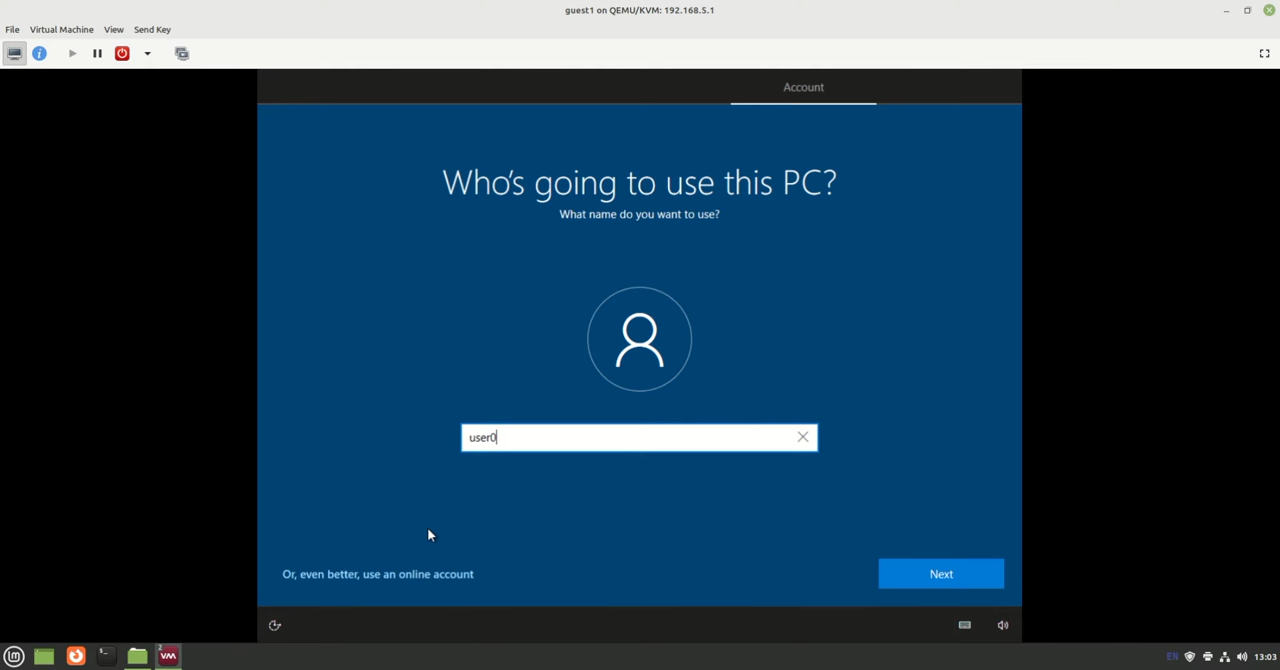 guest1 on QEMU/KVM: 192.168.5.1
File Virtual Machine View Send Key
Account
Who's going to use this PC?
What name do you want to use?
user0
Or, even better, use an online account
Next
2
VM
EN 13:03